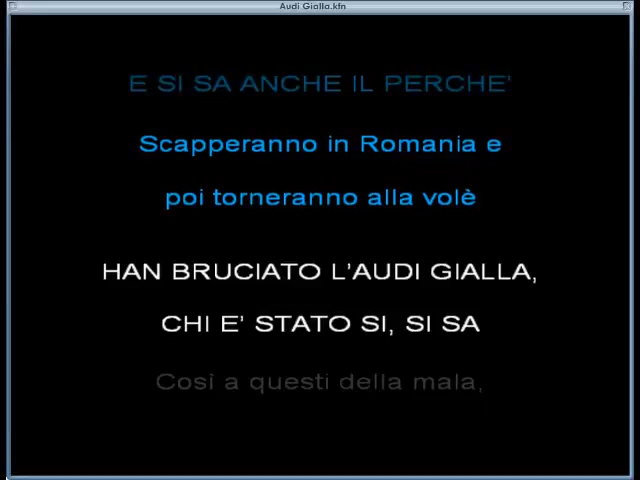 Audi Gialla.kfn
E SI SA ANCHE IL PERCHE'
Scapperanno in Romania e
poi torneranno alla volè
HAN BRUCIATO L'AUDI GIALLA,
CHI E' STATO SI, SI SA
Così a questi della mala,